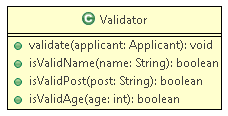 C Validator
validate(applicant: Applicant): void
isValidName(name: String): boolean
isValidPost(post: String): boolean
isValidAge(age: int): boolean